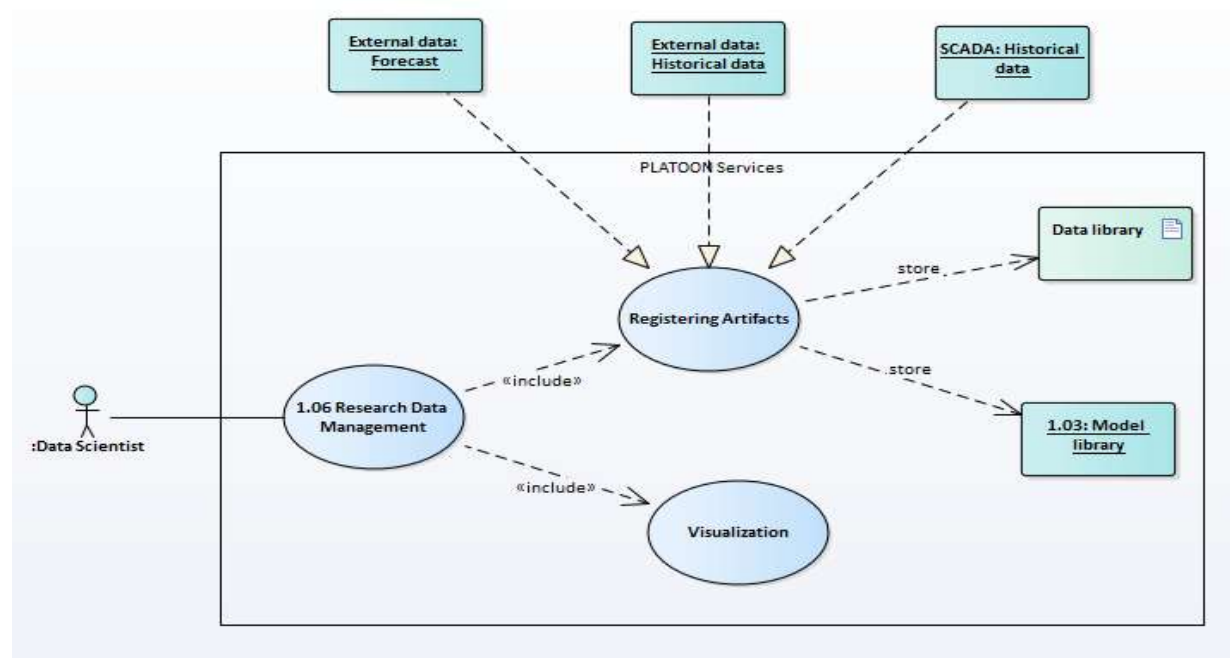 External data:
Forecast
External data:
Historical data
SCADA: Historical
data
PLATOON Services
Data library
store
Registering Artifacts
store
«include»
1.06 Research Data
Management
:Data Scientist
1.03: Model
library
«include»
Visualization